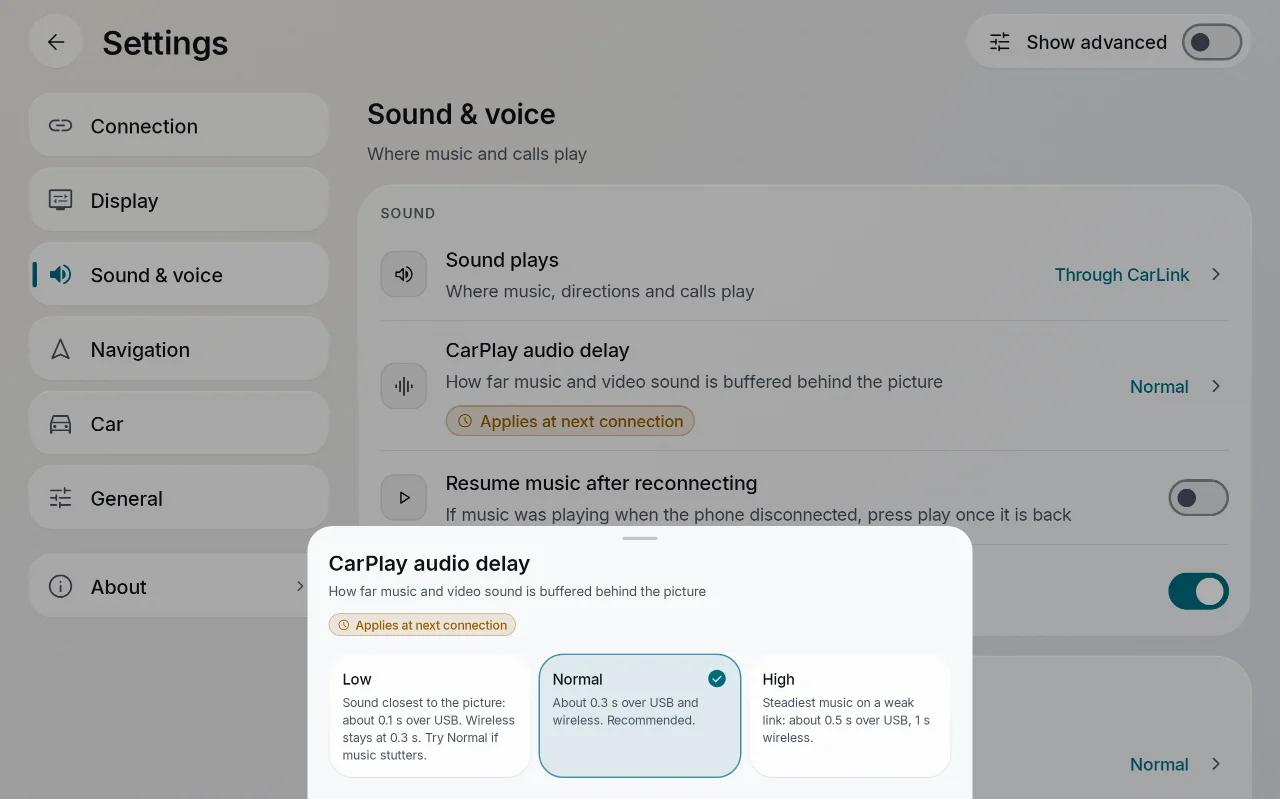 Settings
Show advanced
Connection
Display
Sound & voice
Navigation
Car
General
About
Sound & voice
Where music and calls play
SOUND
Sound plays
Where music, directions and calls play
Through CarLink
CarPlay audio delay
How far music and video sound is buffered behind the picture
Applies at next connection
Normal
Resume music after reconnecting
If music was playing when the phone disconnected, press play once it is back
CarPlay audio delay
How far music and video sound is buffered behind the picture
Applies at next connection
Low
Sound closest to the picture:
about 0.1 s over USB. Wireless
stays at 0.3 s. Try Normal if
music stutters.
Normal
About 0.3 s over USB and
wireless. Recommended.
High
Steadiest music on a weak
link: about 0.5 s over USB, 1 s
wireless.
Normal